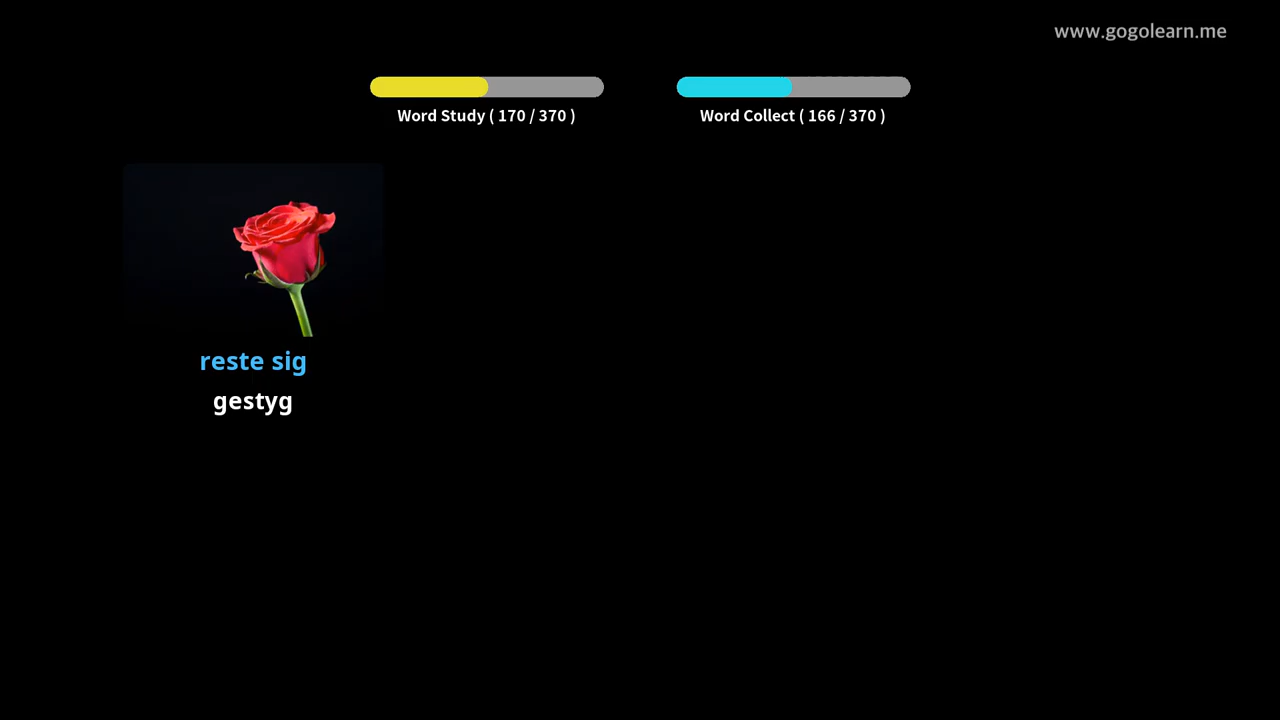 www.gogolearn.me
Word Study ( 170 / 370 )
Word Collect ( 166 / 370 )
reste sig
gestyg